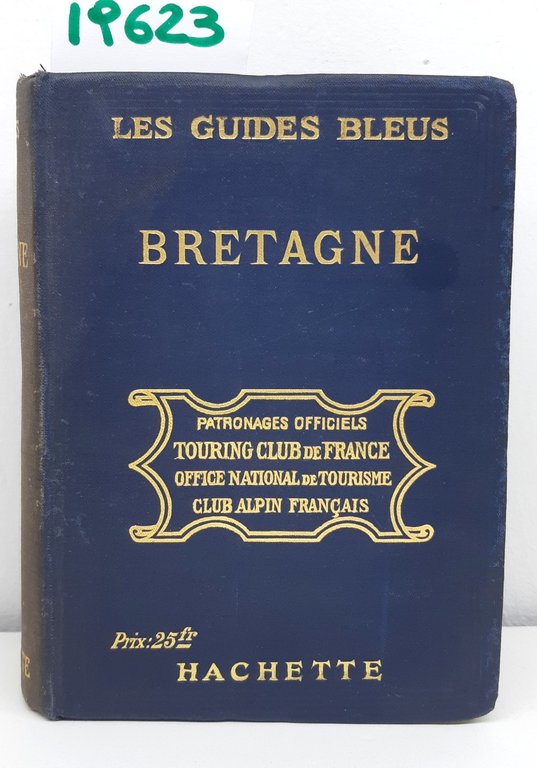 19623
LES GUIDES BLEUS
BRETAGNE
PATRONAGES OFFICIELS
TOURING CLUB DE FRANCE
OFFICE NATIONAL DE TOURISME
CLUB ALPIN FRANÇAIS
Prix: 25fr
HACHETTE